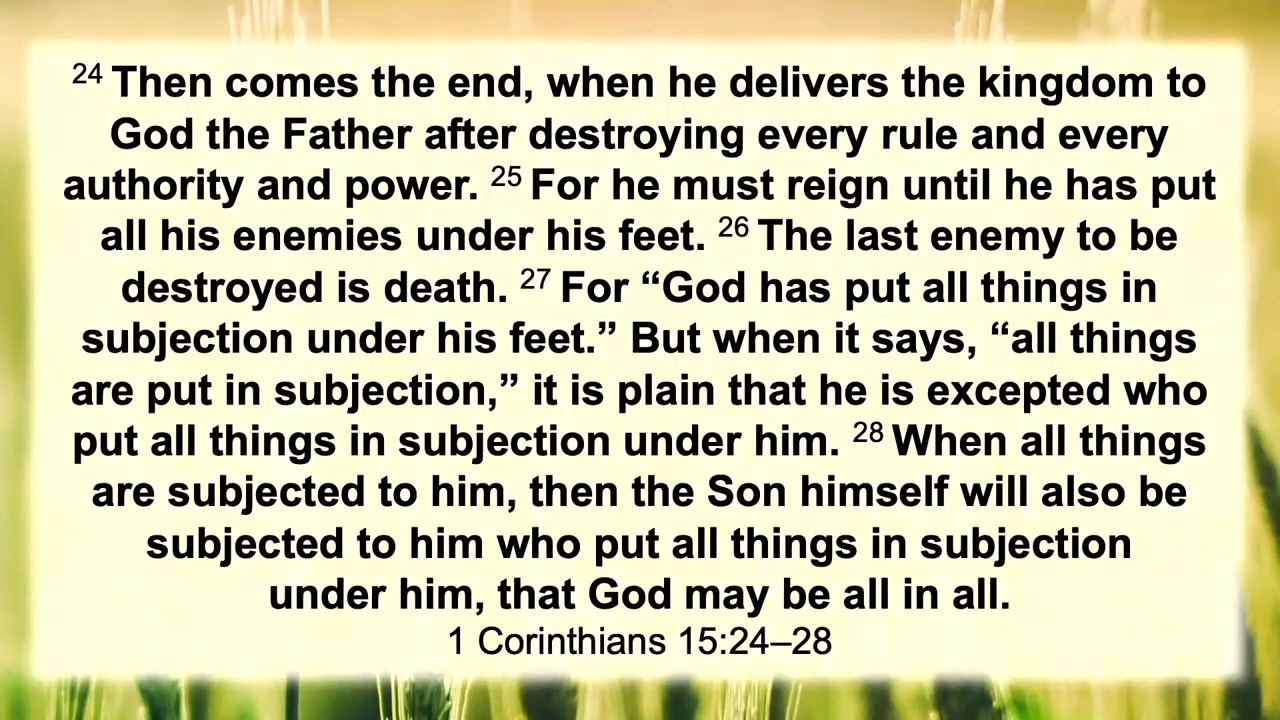 24 Then comes the end, when he delivers the kingdom to
God the Father after destroying every rule and every
authority and power. 25 For he must reign until he has put
all his enemies under his feet. 26 The last enemy to be
destroyed is death. 27 For “God has put all things in
subjection under his feet.” But when it says, “all things
are put in subjection,” it is plain that he is excepted who
put all things in subjection under him. 28 When all things
are subjected to him, then the Son himself will also be
subjected to him who put all things in subjection
under him, that God may be all in all.
1 Corinthians 15:24–28